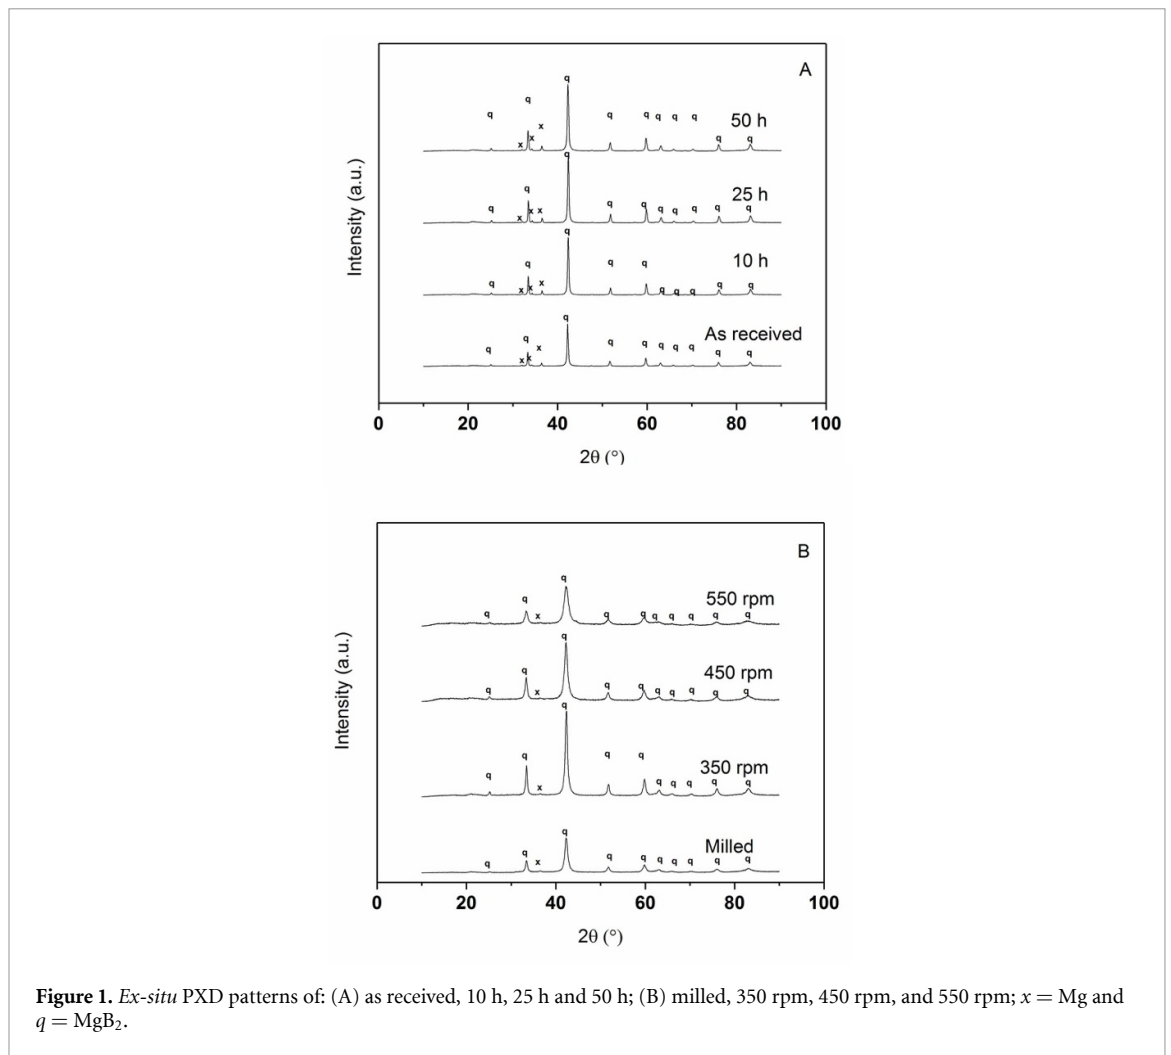 A
q
q
q
q
q
q
q
q
x
x
x
50 h
q
q
q
q
q
q
q
q
q
q
x
x
x
25 h
q
q
q
q
q
q
q
q
q
q
x
x
x
10 h
q
q
q
q
q
q
q
q
q
q
x
x
x
As received
Intensity (a.u.)
0 20 40 60 80 100
2θ (°)
B
q
q
q
x
q
q
q
q
q
q
q
550 rpm
q
q
q
x
q
q
q
q
q
q
q
450 rpm
q
q
q
x
q
q
q
q
q
q
q
350 rpm
q
q
q
x
q
q
q
q
q
q
q
Milled
Intensity (a.u.)
0 20 40 60 80 100
2θ (°)
Figure 1. Ex-situ PXD patterns of: (A) as received, 10 h, 25 h and 50 h; (B) milled, 350 rpm, 450 rpm, and 550 rpm; x = Mg and
q = MgB₂.